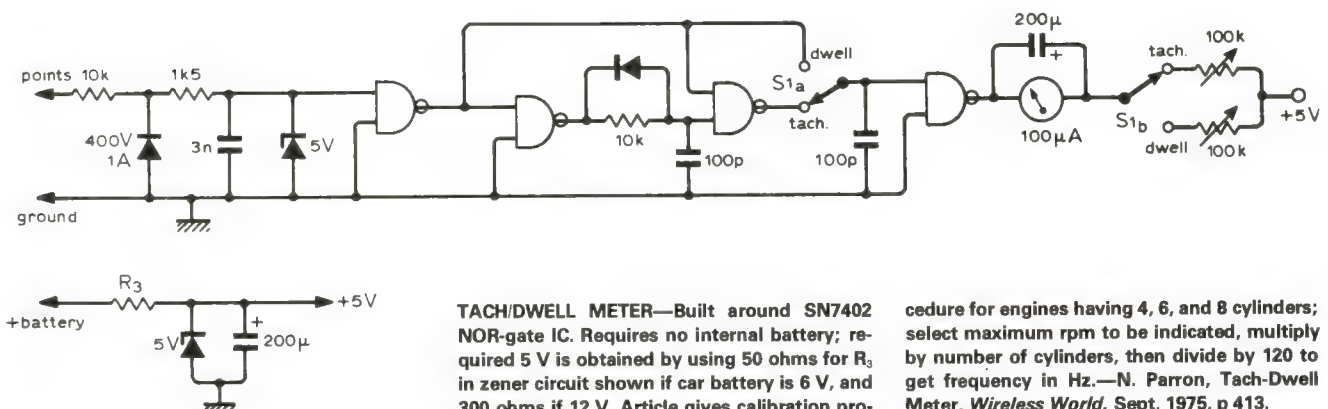 200µ
points 10k 1k5
dwell
S1a
tach.
400V
1A
3n
5V
10k
100p
100p
+
100µA
tach.
100k
S1b
+5V
dwell 100k
ground
R3
+battery
+5V
5V
+
200µ
TACH/DWELL METER—Built around SN7402
NOR-gate IC. Requires no internal battery; re-
quired 5 V is obtained by using 50 ohms for R3
in zener circuit shown if car battery is 6 V, and
300 ohms if 12 V. Article gives calibration pro-
cedure for engines having 4, 6, and 8 cylinders;
select maximum rpm to be indicated, multiply
by number of cylinders, then divide by 120 to
get frequency in Hz.—N. Parron, Tach-Dwell
Meter, Wireless World, Sept. 1975, p 413.